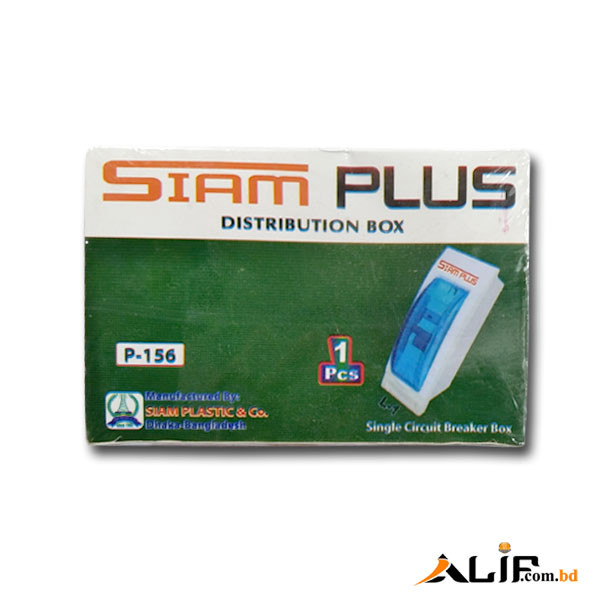 SIAM PLUS
DISTRIBUTION BOX
SIAM PLUS
P-156
1
Pcs
Manufactured By:
SIAM PLASTIC & Co.
Dhaka-Bangladesh
Single Circuit Breaker Box
ALIF.com.bd